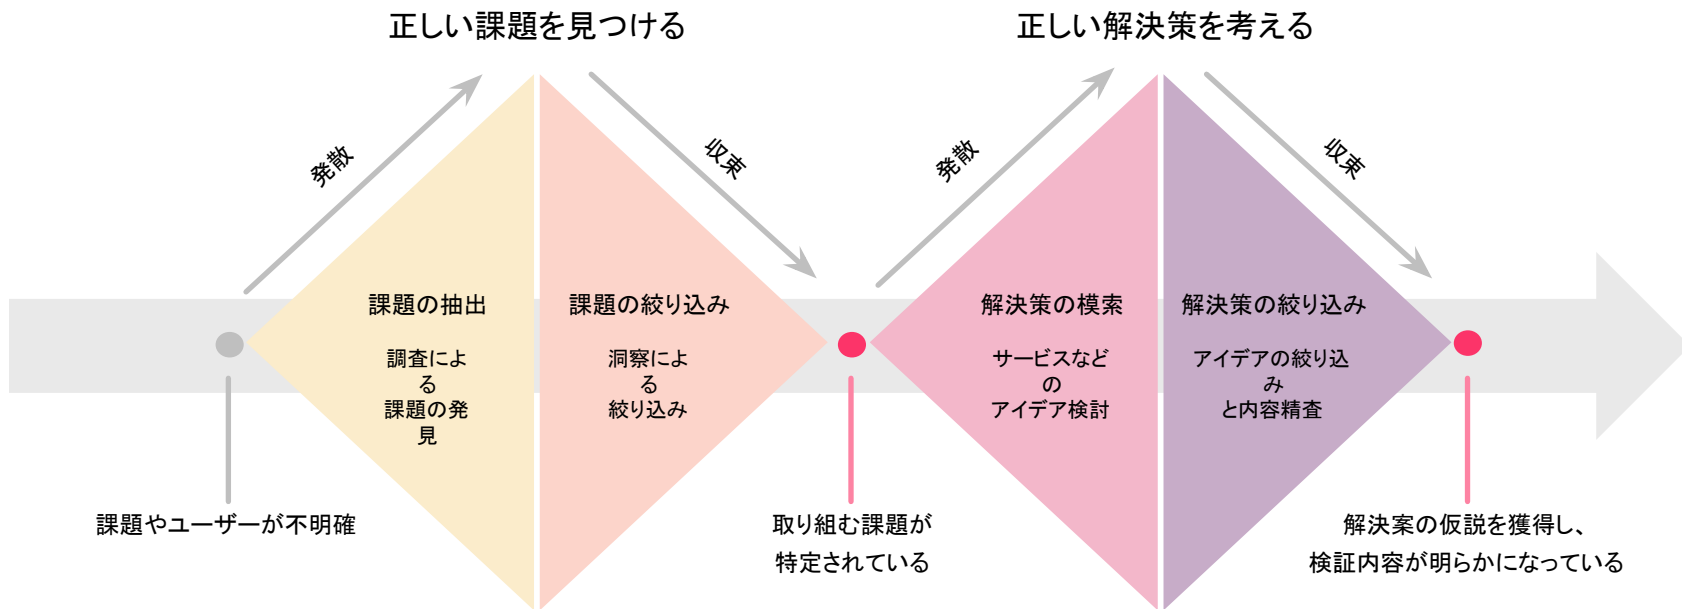 正しい課題を見つける
正しい解決策を考える
発散
収束
発散
収束
課題の抽出
調査によ
る
課題の発
見
課題の絞り込み
洞察によ
る
絞り込み
解決策の模索
サービスなど
の
アイデア検討
解決策の絞り込み
アイデアの絞り込
み
と内容精査
課題やユーザーが不明確
取り組む課題が
特定されている
解決案の仮説を獲得し、
検証内容が明らかになっている